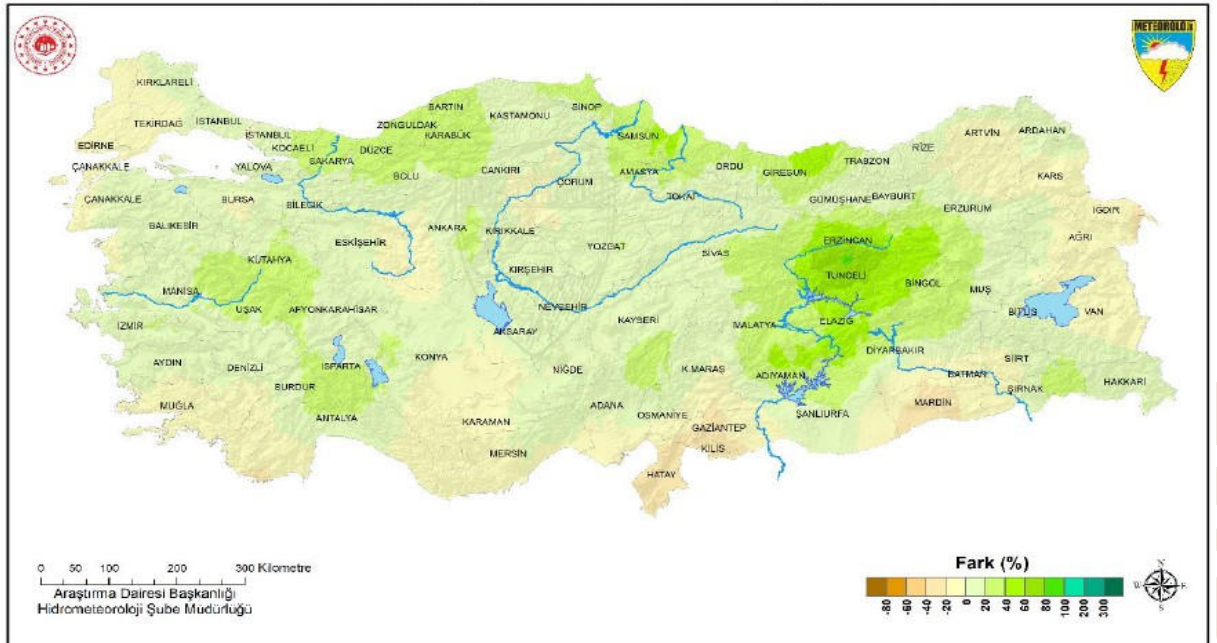 METEOROLOJİ
KIRKLARELİ
TEKİRDAĞ
İSTANBUL
EDİRNE
İSTANBUL
KOCAELİ
ÇANAKKALE
YALOVA
SAKARYA
DÜZCE
ZONGULDAK
BARTIN
KARABÜK
KASTAMONU
SİNOP
SAMSUN
BOLU
ÇANKIRI
AMASYA
ORDU
GİRESUN
TRABZON
RİZE
ARTVİN
ARDAHAN
KARS
ÇANAKKALE
BURSA
BİLECİK
ÇORUM
TOKAT
GÜMÜŞHANE
BAYBURT
ERZURUM
IĞDIR
BALIKESİR
ESKİŞEHİR
ANKARA
KIRIKKALE
YOZGAT
SİVAS
ERZİNCAN
AĞRI
KÜTAHYA
KIRŞEHİR
TUNCELİ
BİNGÖL
MUŞ
MANİSA
UŞAK
AFYONKARAHİSAR
NEVŞEHİR
KAYSERİ
MALATYA
ELAZIĞ
BİTLİS
VAN
İZMİR
AKSARAY
DİYARBAKIR
AYDIN
DENİZLİ
ISPARTA
KONYA
NİĞDE
K.MARAS
ADIYAMAN
SİİRT
BATMAN
ŞIRNAK
HAKKARİ
BURDUR
MUĞLA
ANTALYA
KARAMAN
ADANA
OSMANİYE
ŞANLIURFA
MARDİN
GAZİANTEP
MERSİN
KİLİS
HATAY
0 50 100 200 300 Kilometre
Araştırma Dairesi Başkanlığı
Hidrometeoroloji Şube Müdürlüğü
Fark (%)
-80 -60 -40 -20 0 20 40 60 80 100 200 300
N
W E
S